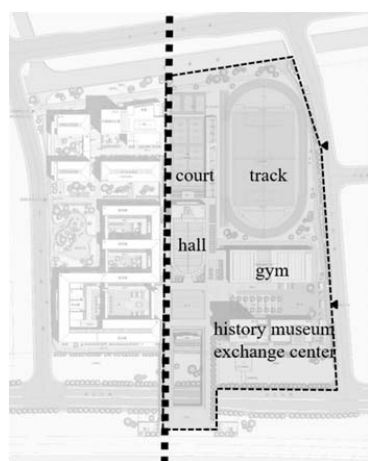 court
track
hall
gym
history museum
exchange center